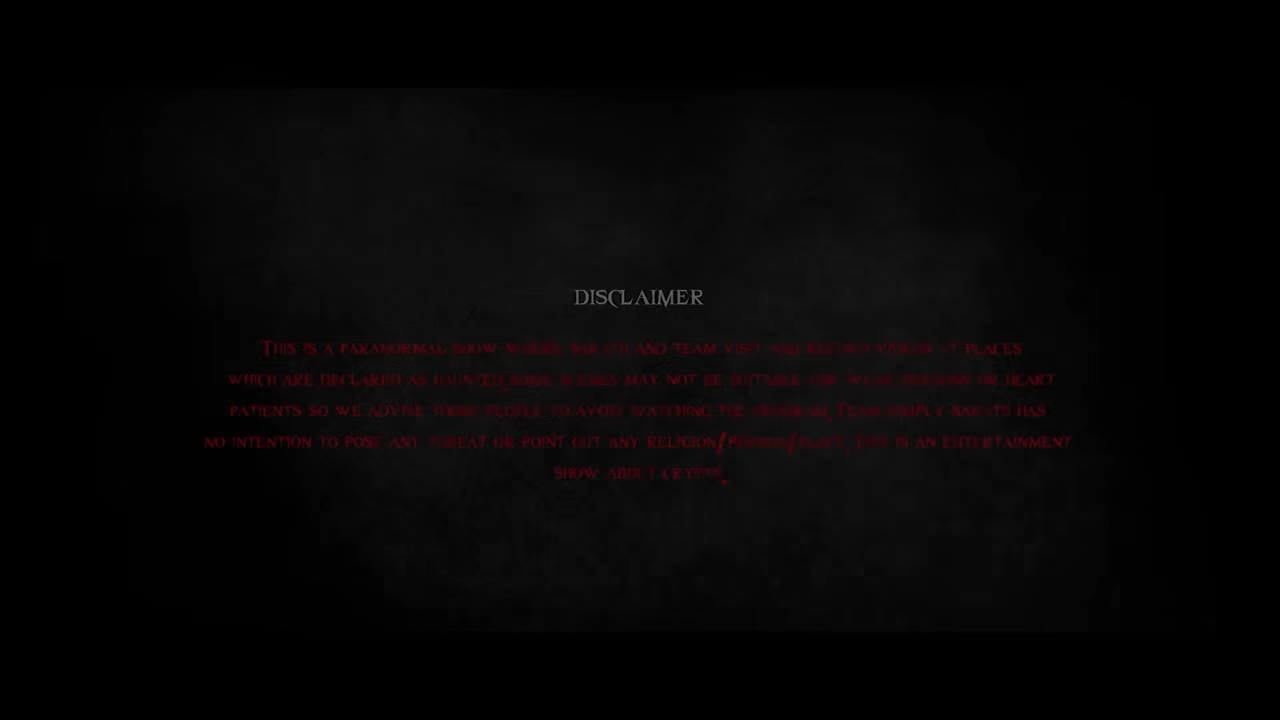 DISCLAIMER
THIS IS A PARANORMAL SHOW WHERE SARATH AND TEAM VISIT AND RECORD VIDEOS AT PLACES
WHICH ARE DECLARED AS HAUNTED,SOME SCENES MAY NOT BE SUITABLE FOR WEAK PERSONS OR HEART
PATIENTS SO WE ADVISE THOSE PEOPLE TO AVOID WATCHING THE PROGRAM.TEAM SIMPLY SARATH HAS
NO INTENTION TO POSE ANY THREAT OR POINT OUT ANY RELIGION/PERSON/PLACE.THIS IS AN ENTERTAINMENT
SHOW ABOUT